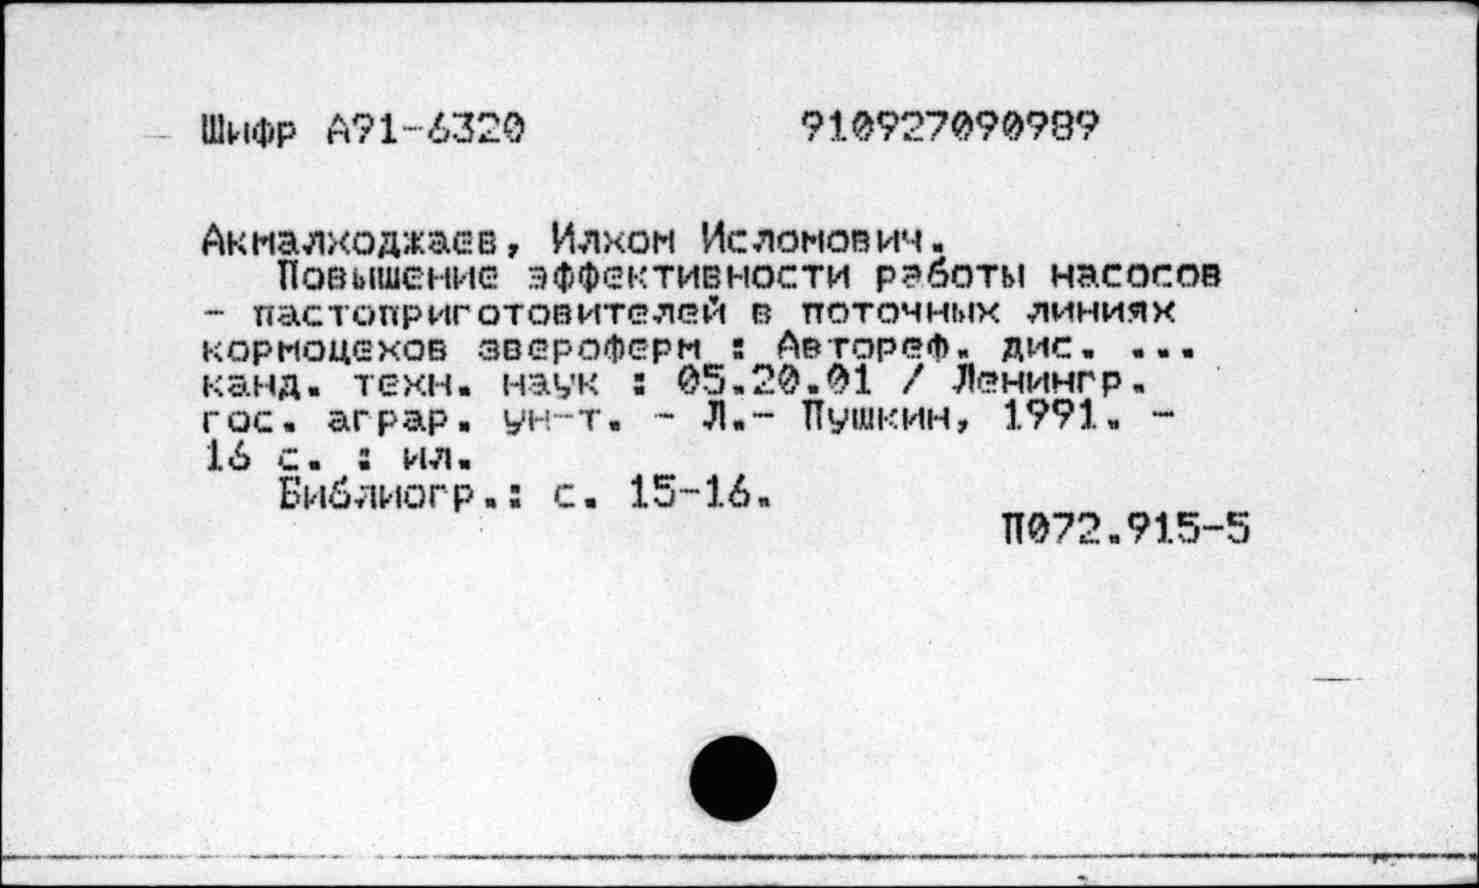 Шифр А91-6320 910927090989
Акмалходжаев, Илхом Исломович.
Повышение эффективности работы насосов
- пастоприготовителей в поточных линиях
кормоцехов звероферм : Автореф. дис. ...
канд. техн. наук : 05.20.01 / Ленингр.
гос. аграр. ун-т. - Л.- Пушкин, 1991. -
16 с. : ил.
Библиогр.: с. 15-16.
П072.915-5